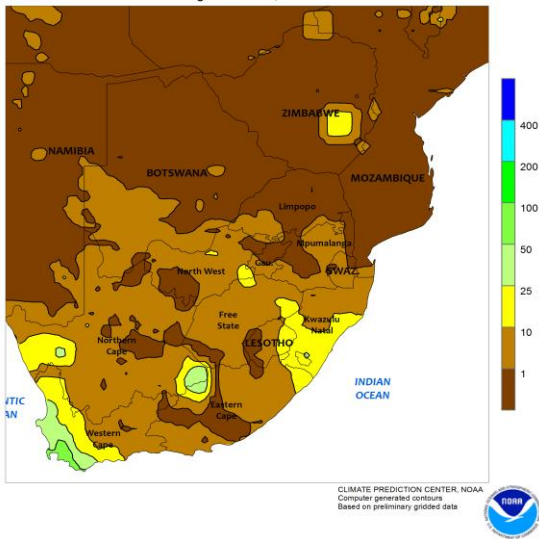 ZIMBABWE
NAMIBIA
BOTSWANA
MOZAMBIQUE
Limpopo
Mpumalanga
Gau.
North West
SWAZ.
Free
State
Kwazulu
Natal
Northern
Cape
LESOTHO
Eastern
Cape
Western
Cape
INDIAN
OCEAN
NTIC
AN
400
200
100
50
25
10
1
CLIMATE PREDICTION CENTER, NOAA
Computer generated contours
Based on preliminary gridded data
NOAA